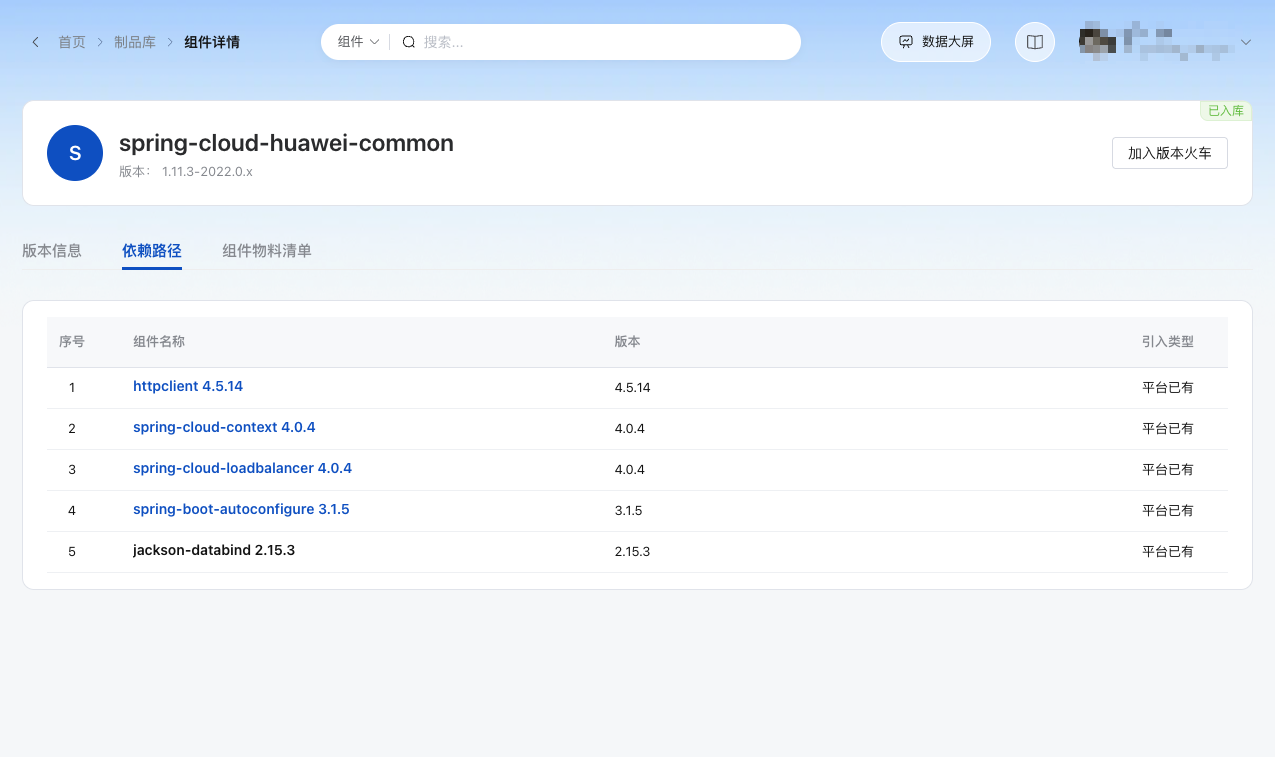 首页 制品库 组件详情 组件 搜索... 数据大屏
已入库
S
spring-cloud-huawei-common
版本： 1.11.3-2022.0.x
加入版本火车
版本信息 依赖路径 组件物料清单
序号 组件名称 版本 引入类型
1 httpclient 4.5.14 4.5.14 平台已有
2 spring-cloud-context 4.0.4 4.0.4 平台已有
3 spring-cloud-loadbalancer 4.0.4 4.0.4 平台已有
4 spring-boot-autoconfigure 3.1.5 3.1.5 平台已有
5 jackson-databind 2.15.3 2.15.3 平台已有